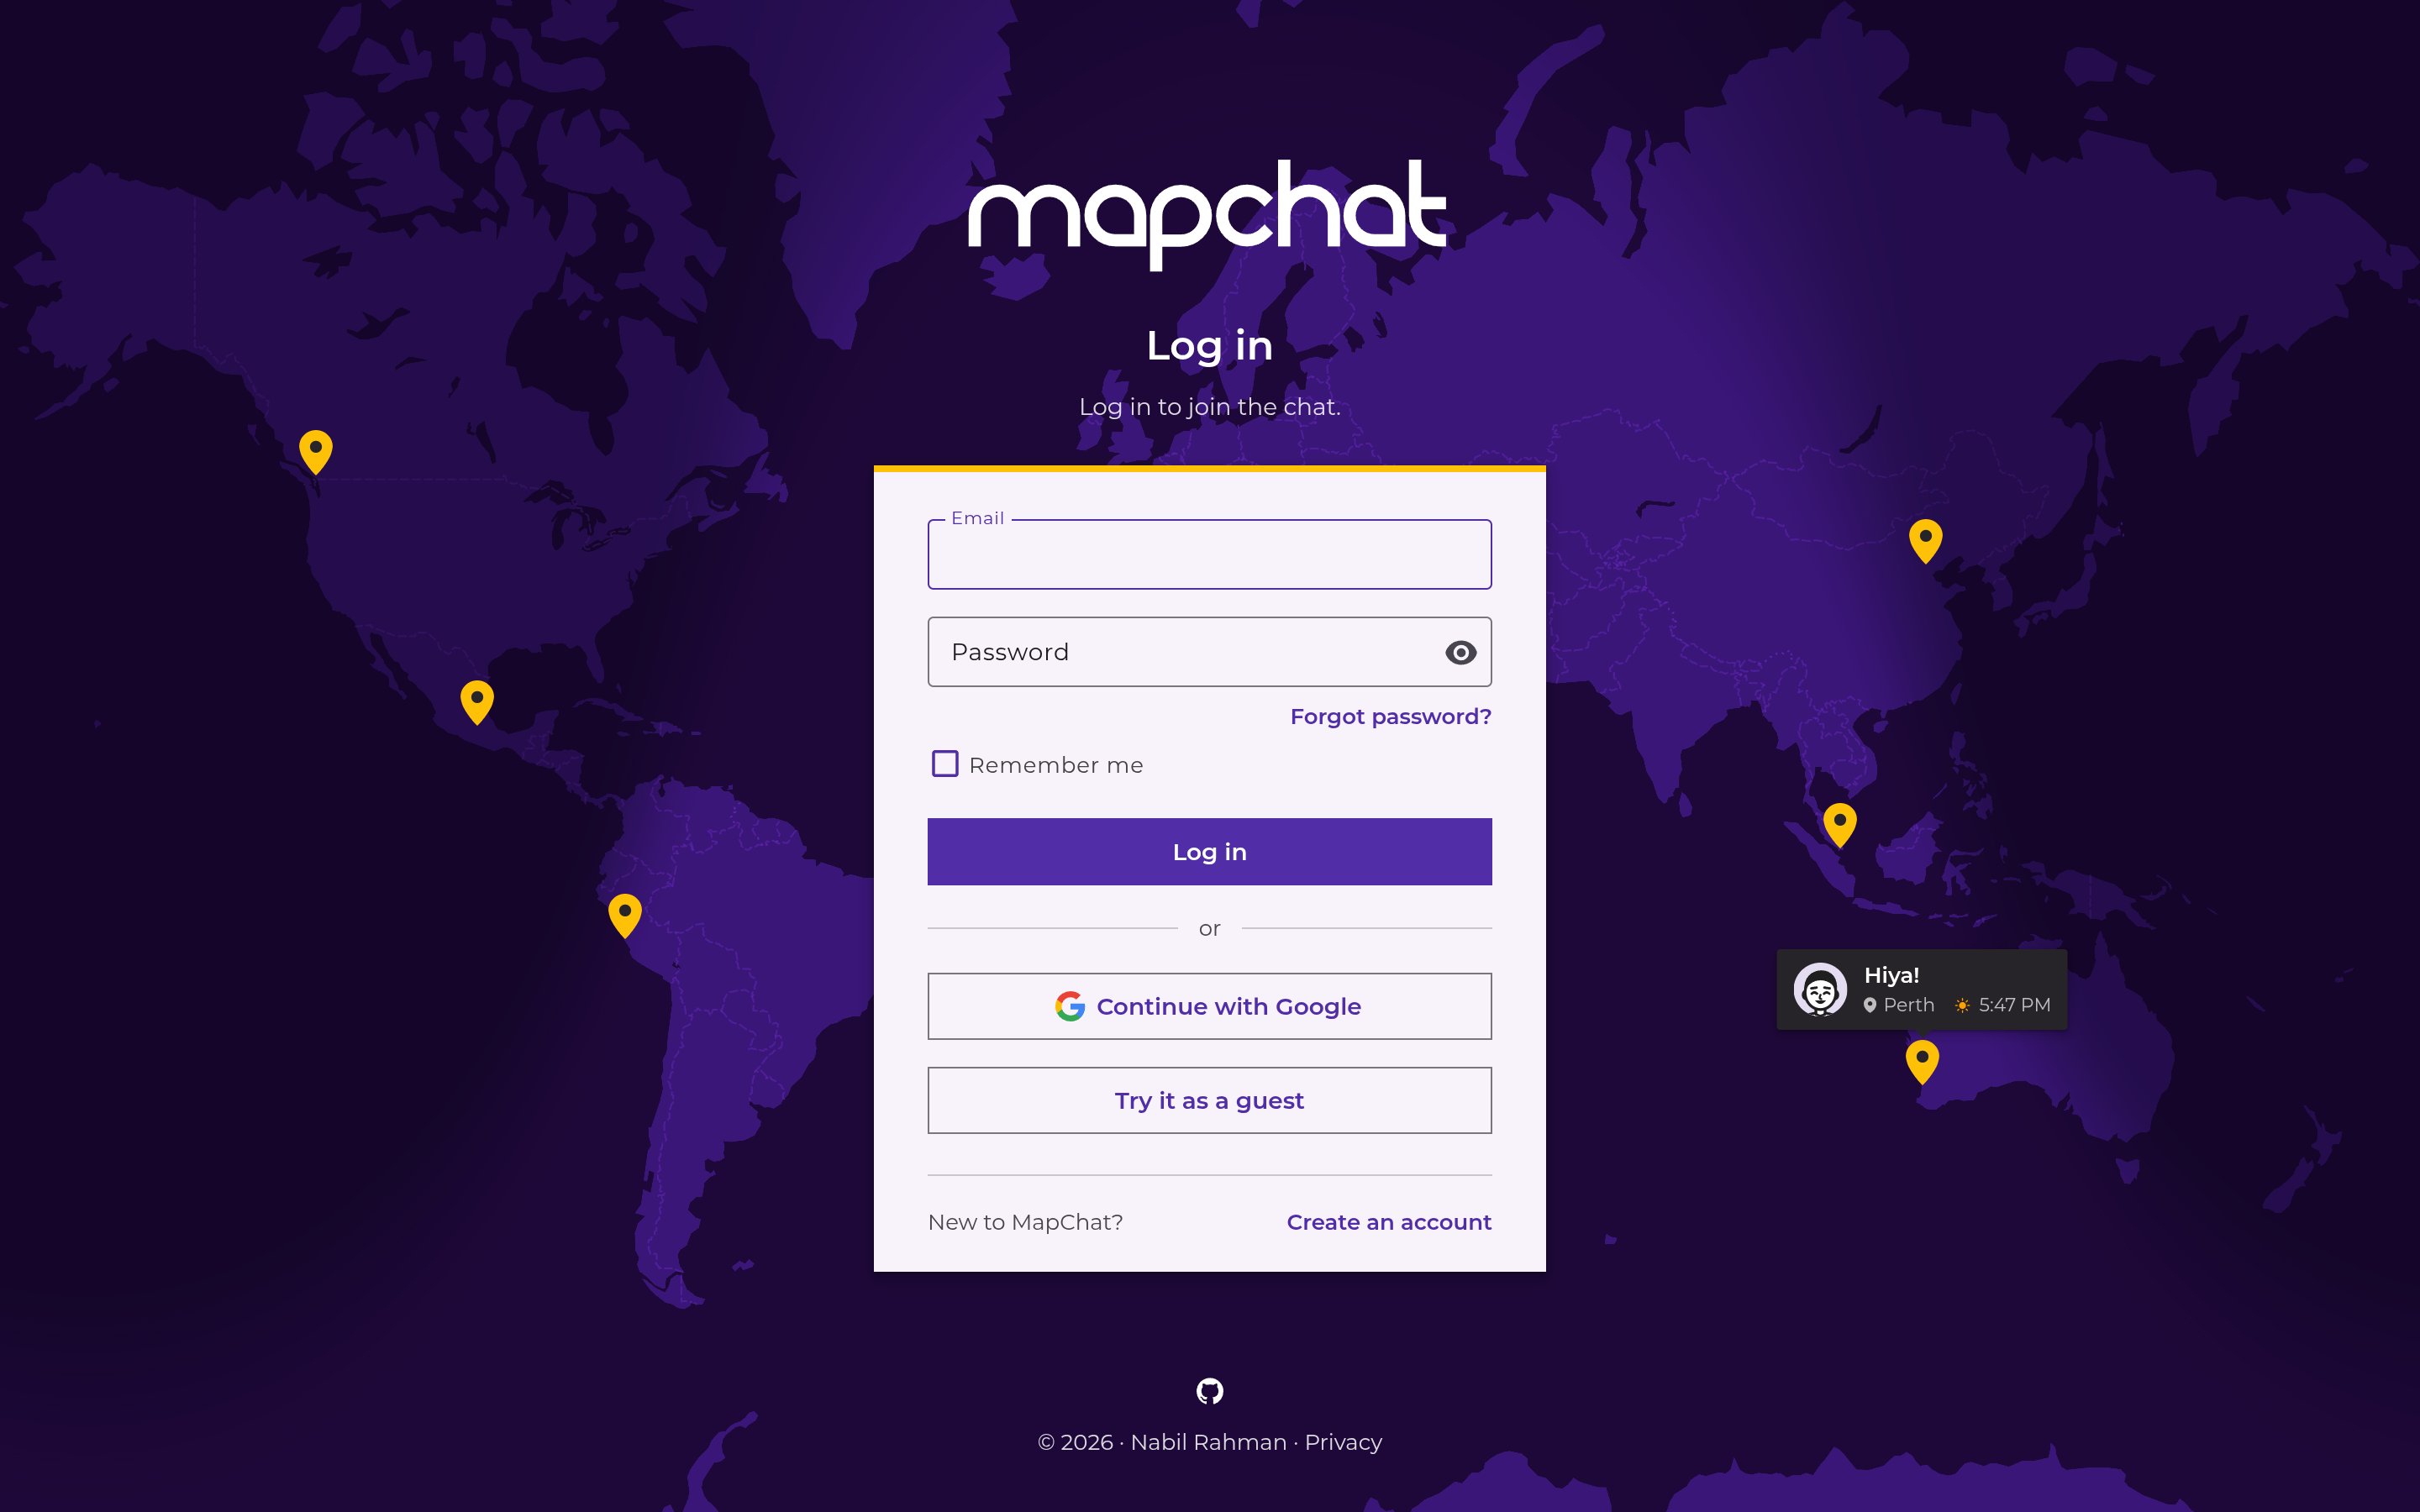 mapchat
Log in
Log in to join the chat.
Email
Password
Forgot password?
Remember me
Log in
or
Continue with Google
Try it as a guest
New to MapChat? Create an account
Hiya!
Perth 5:47 PM
© 2026 · Nabil Rahman · Privacy